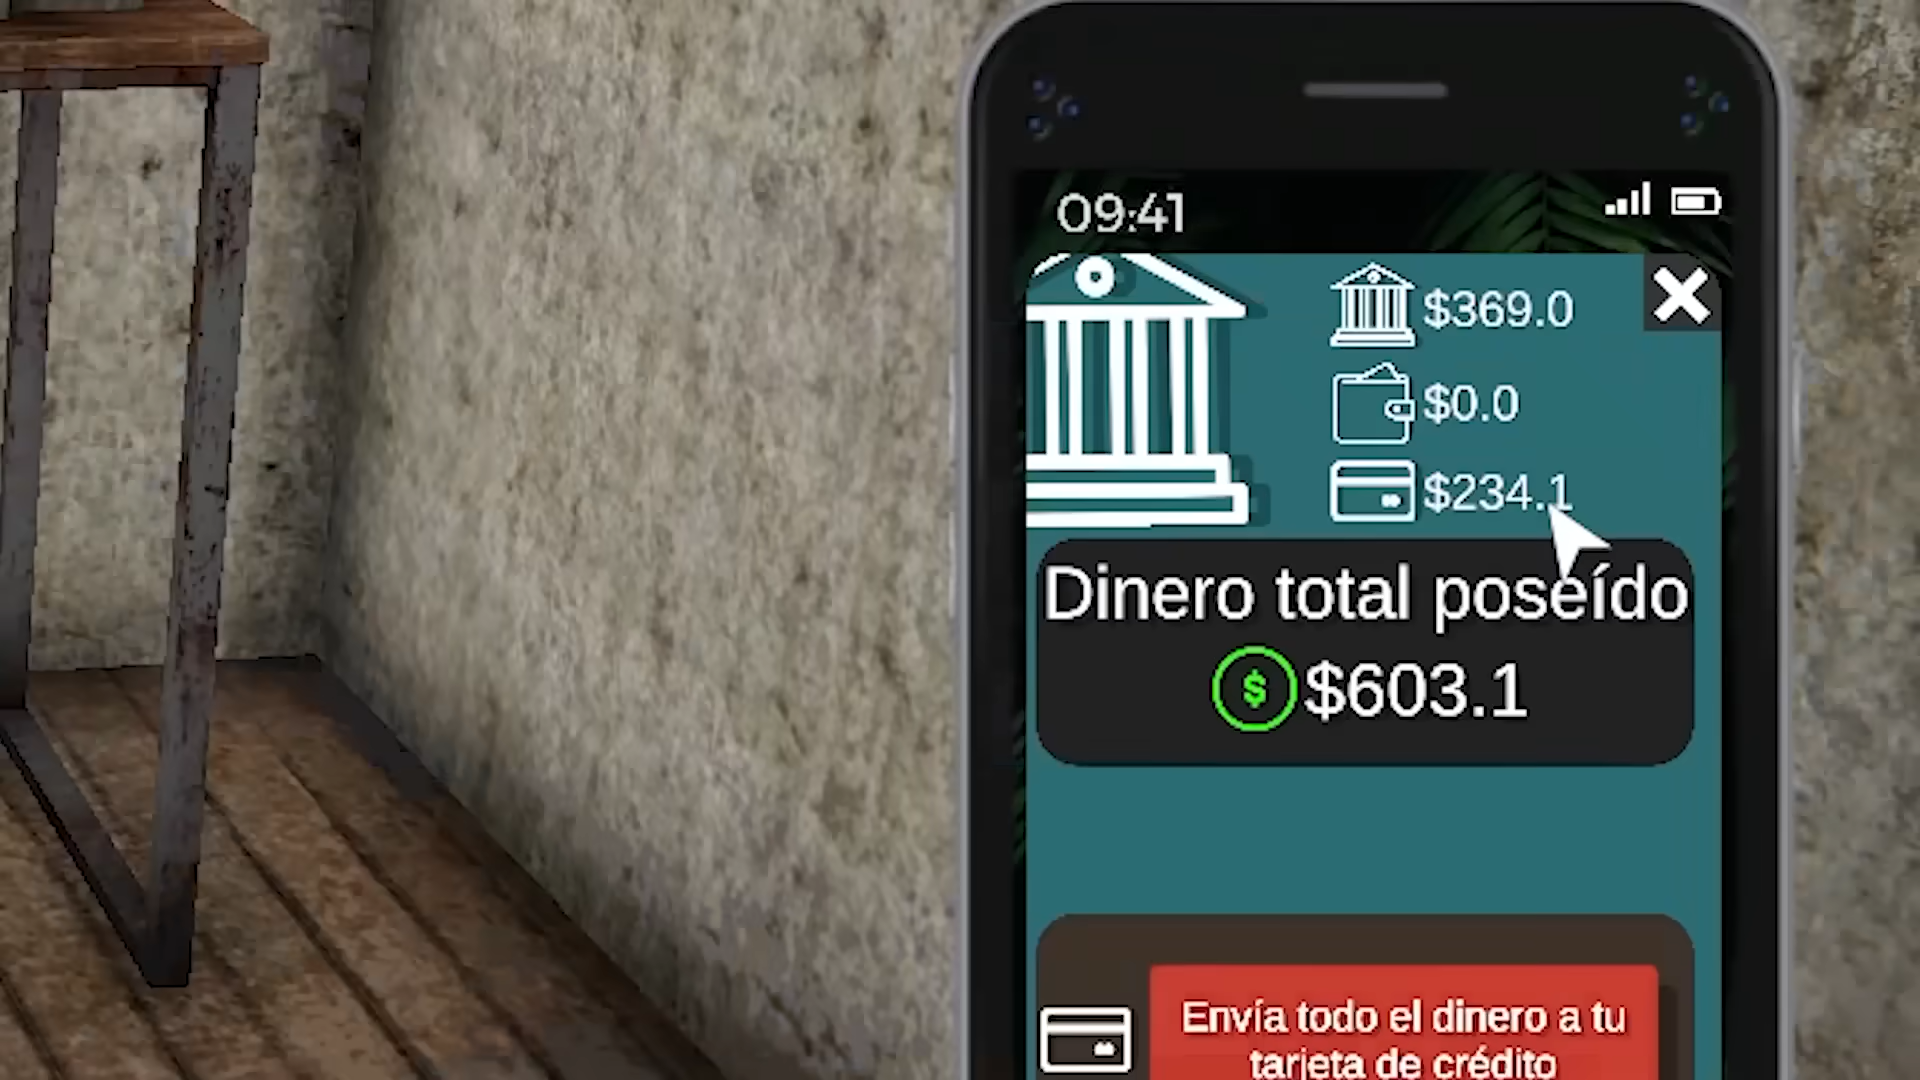 09:41
$369.0
$0.0
$234.1
Dinero total poseído
$603.1
Envía todo el dinero a tu
tarjeta de crédito